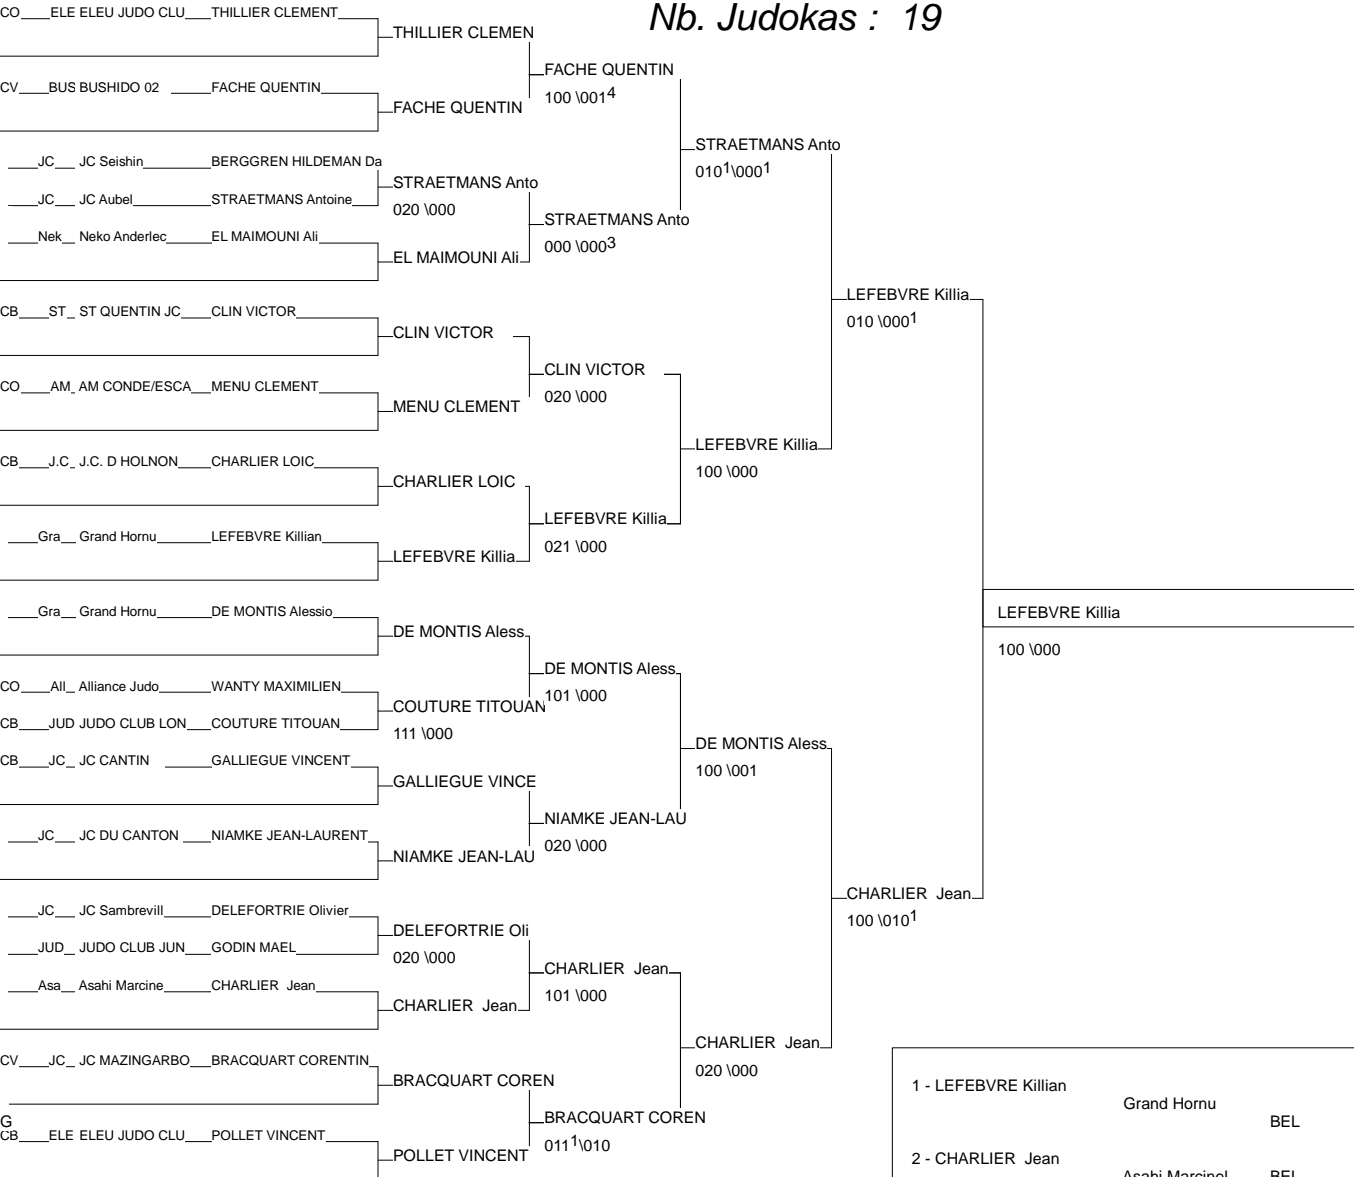 Nb. Judokas : 19
CO ELE ELEU JUDO CLU THILLIER CLEMENT
THILLIER CLEMEN
FACHE QUENTIN
CV BUS BUSHIDO 02 FACHE QUENTIN
100 \001 4
FACHE QUENTIN
STRAETMANS Anto
JC JC Seishin BERGGREN HILDEMAN Da
010 1 \000 1
STRAETMANS Anto
JC JC Aubel STRAETMANS Antoine
020 \000
STRAETMANS Anto
Nek Neko Anderlec EL MAIMOUNI Ali
000 \000 3
EL MAIMOUNI Ali
LEFEBVRE Killia
CB ST ST QUENTIN JC CLIN VICTOR
010 \000 1
CLIN VICTOR
CLIN VICTOR
CO AM AM CONDE/ESCA MENU CLEMENT
020 \000
MENU CLEMENT
LEFEBVRE Killia
CB J.C J.C. D HOLNON CHARLIER LOIC
100 \000
CHARLIER LOIC
LEFEBVRE Killia
Gra Grand Hornu LEFEBVRE Killian
021 \000
LEFEBVRE Killia
Gra Grand Hornu DE MONTIS Alessio
LEFEBVRE Killia
DE MONTIS Aless
100 \000
DE MONTIS Aless
CO All Alliance Judo WANTY MAXIMILIEN
101 \000
COUTURE TITOUAN
CB JUD JUDO CLUB LON COUTURE TITOUAN
111 \000
DE MONTIS Aless
CB JC JC CANTIN GALLIEGUE VINCENT
100 \001
GALLIEGUE VINCE
NIAMKE JEAN-LAU
JC JC DU CANTON NIAMKE JEAN-LAURENT
020 \000
NIAMKE JEAN-LAU
CHARLIER Jean
JC JC Sambrevill DELEFORTRIE Olivier
100 \010 1
DELEFORTRIE Oli
JUD JUDO CLUB JUN GODIN MAEL
020 \000
CHARLIER Jean
Asa Asahi Marcine CHARLIER Jean
101 \000
CHARLIER Jean
CHARLIER Jean
CV JC JC MAZINGARBO BRACQUART CORENTIN
020 \000
BRACQUART COREN
1 - LEFEBVRE Killian
Grand Hornu
BRACQUART COREN
G
BEL
CB ELE ELEU JUDO CLU POLLET VINCENT
011 1 \010
POLLET VINCENT
2 - CHARLIER Jean
Asahi Marcinel BEL